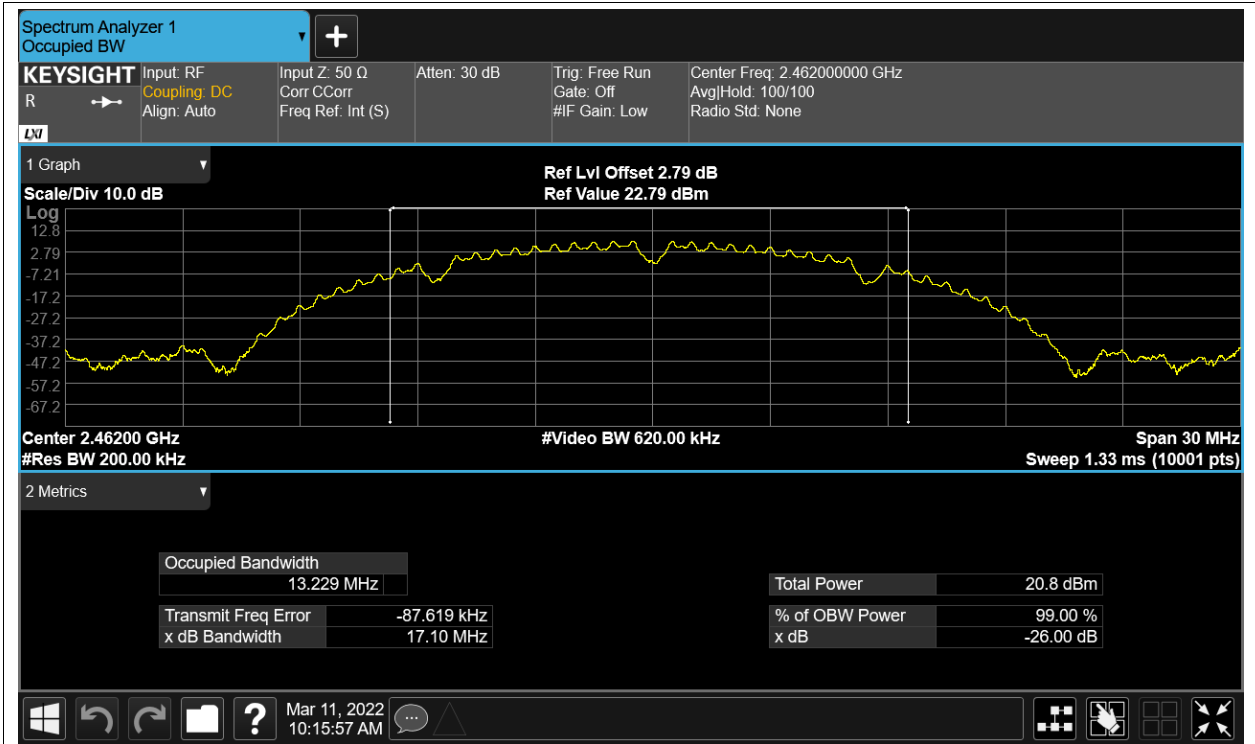 Spectrum Analyzer 1
Occupied BW
KEYSIGHT
R
LXI
Input: RF
Coupling: DC
Align: Auto
Input Z: 50 Ω
Corr CCorr
Freq Ref: Int (S)
Atten: 30 dB
Trig: Free Run
Gate: Off
#IF Gain: Low
Center Freq: 2.462000000 GHz
Avg|Hold: 100/100
Radio Std: None
1 Graph
Scale/Div 10.0 dB
Ref Lvl Offset 2.79 dB
Ref Value 22.79 dBm
Log
12.8
2.79
-7.21
-17.2
-27.2
-37.2
-47.2
-57.2
-67.2
Center 2.46200 GHz
#Video BW 620.00 kHz
Span 30 MHz
#Res BW 200.00 kHz
Sweep 1.33 ms (10001 pts)
2 Metrics
Occupied Bandwidth
13.229 MHz
Total Power 20.8 dBm
Transmit Freq Error -87.619 kHz
% of OBW Power 99.00 %
x dB Bandwidth 17.10 MHz
x dB -26.00 dB
?
Mar 11, 2022
10:15:57 AM